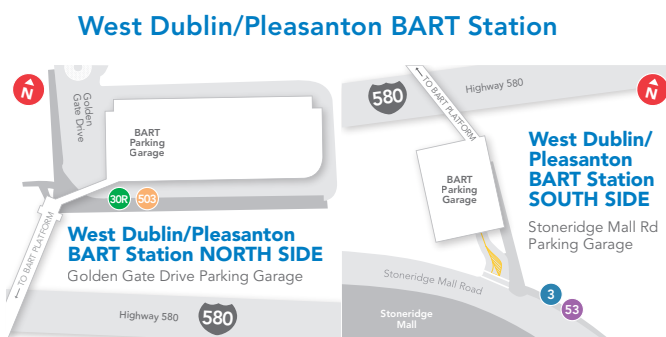 West Dublin/Pleasanton BART Station
N
Golden
Gate Drive
BART
Parking
Garage
30R
503
← TO BART PLATFORM
West Dublin/Pleasanton
BART Station NORTH SIDE
Golden Gate Drive Parking Garage
Highway 580
580
← TO BART PLATFORM
580
Highway 580
N
BART
Parking
Garage
West Dublin/
Pleasanton
BART Station
SOUTH SIDE
Stoneridge Mall Rd
Parking Garage
Stoneridge Mall Road
Stoneridge
Mall
3
53